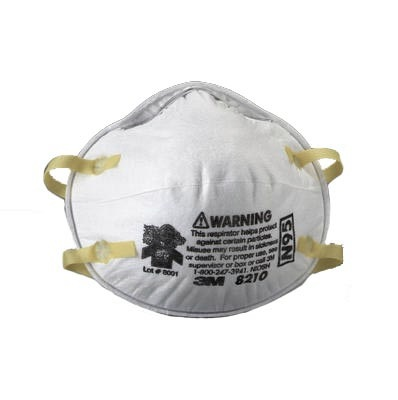 ⚠WARNING
This respirator helps protect
against certain particles.
Misuse may result in sickness
or death. For proper use, see
supervisor or box or call 3M
1-800-247-3941. NIOSH
3M 8210
N95
Lot # B001